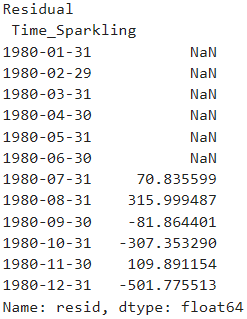 Residual
Time_Sparkling
1980-01-31 NaN
1980-02-29 NaN
1980-03-31 NaN
1980-04-30 NaN
1980-05-31 NaN
1980-06-30 NaN
1980-07-31 70.835599
1980-08-31 315.999487
1980-09-30 -81.864401
1980-10-31 -307.353290
1980-11-30 109.891154
1980-12-31 -501.775513
Name: resid, dtype: float64